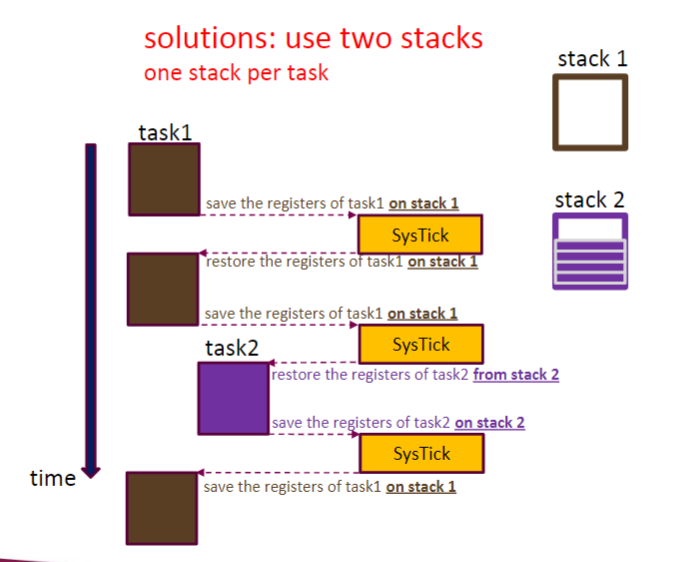 solutions: use two stacks
one stack per task
stack 1
task1
save the registers of task1 on stack 1
stack 2
SysTick
restore the registers of task1 on stack 1
save the registers of task1 on stack 1
task2
SysTick
restore the registers of task2 from stack 2
save the registers of task2 on stack 2
SysTick
time
save the registers of task1 on stack 1